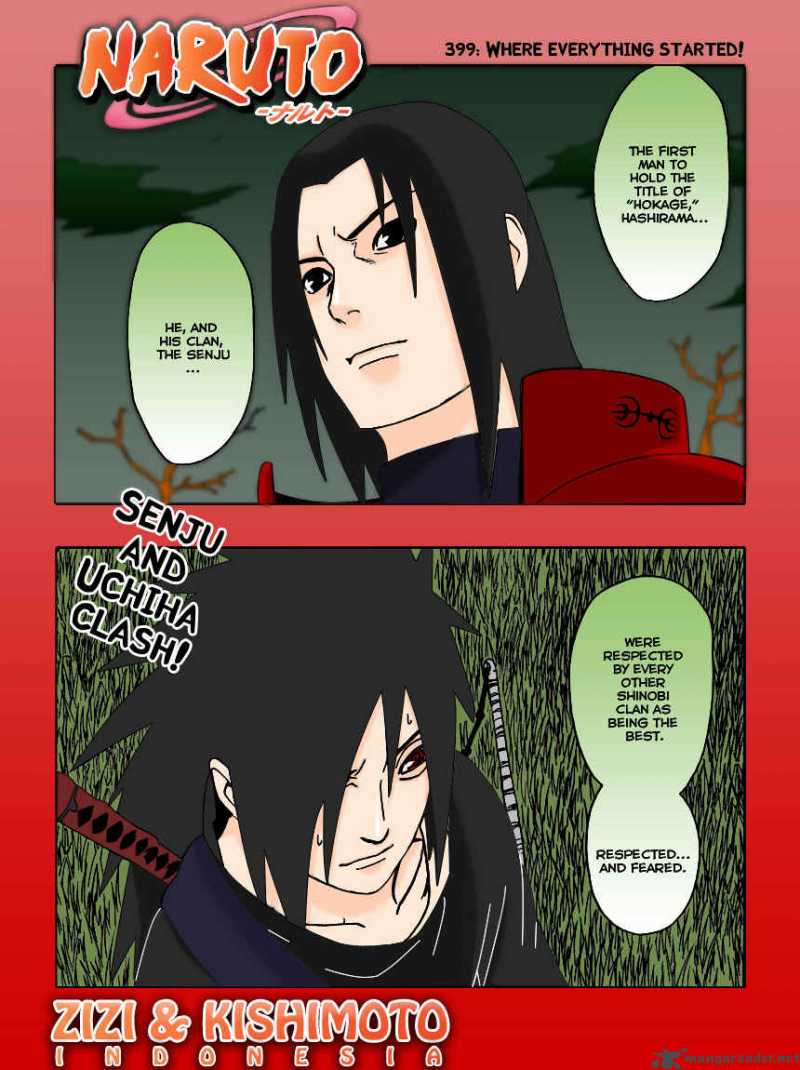 NARUTO
-ナルト-
399: WHERE EVERYTHING STARTED!
THE FIRST
MAN TO
HOLD THE
TITLE OF
"HOKAGE,"
HASHIRAMA...
HE, AND
HIS CLAN,
THE SENJU
...
SENJU
AND
UCHIHA
CLASH!
WERE
RESPECTED
BY EVERY
OTHER
SHINOBI
CLAN AS
BEING THE
BEST.
RESPECTED...
AND FEARED.
ZIZI & KISHIMOTO
INDONESIA
mangareader.net